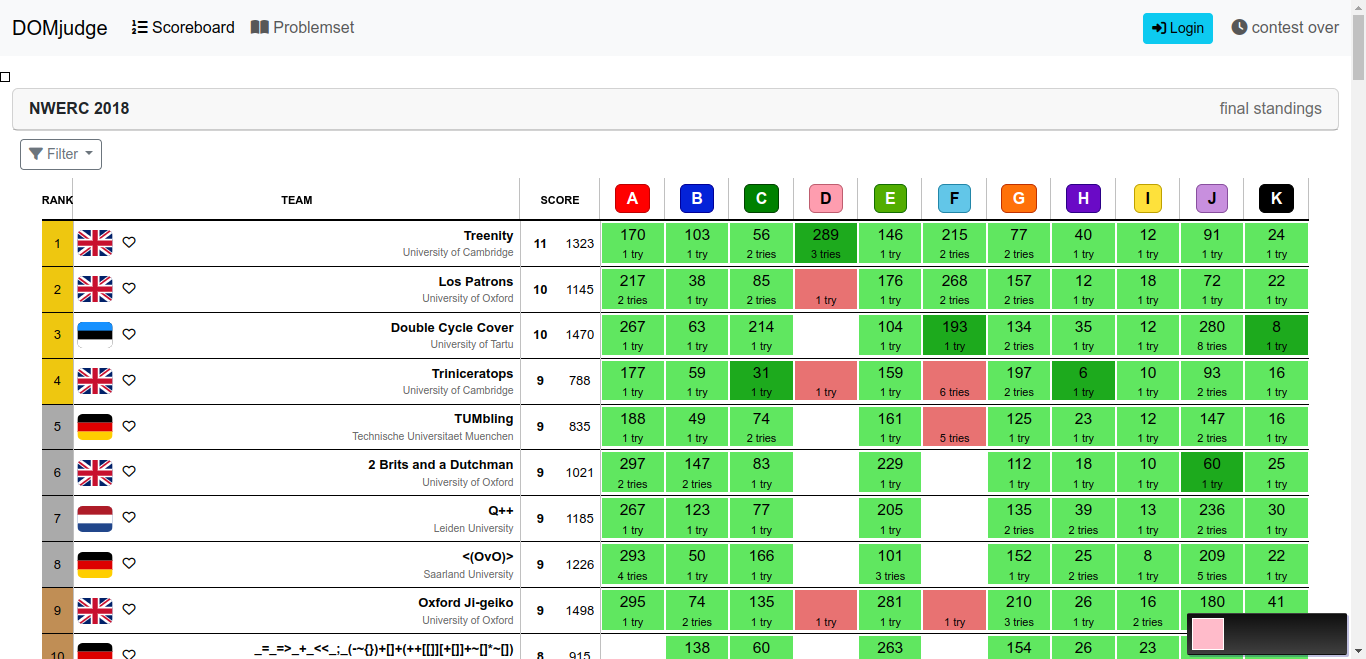 DOMjudge Scoreboard Problemset Login contest over
NWERC 2018 final standings
Filter
RANK TEAM SCORE A B C D E F G H I J K
1 Treenity 11 1323 170 103 56 289 146 215 77 40 12 91 24
University of Cambridge 1 try 1 try 2 tries 3 tries 1 try 2 tries 2 tries 1 try 1 try 1 try 1 try
2 Los Patrons 10 1145 217 38 85 176 268 157 12 18 72 22
University of Oxford 2 tries 1 try 2 tries 1 try 1 try 2 tries 2 tries 1 try 1 try 1 try 1 try
3 Double Cycle Cover 10 1470 267 63 214 104 193 134 35 12 280 8
University of Tartu 1 try 1 try 1 try 1 try 1 try 2 tries 1 try 1 try 8 tries 1 try
4 Triniceratops 9 788 177 59 31 159 197 6 10 93 16
University of Cambridge 1 try 1 try 1 try 1 try 1 try 6 tries 2 tries 1 try 1 try 2 tries 1 try
5 TUMbling 9 835 188 49 74 161 125 23 12 147 16
Technische Universitaet Muenchen 1 try 1 try 2 tries 1 try 5 tries 1 try 1 try 1 try 2 tries 1 try
6 2 Brits and a Dutchman 9 1021 297 147 83 229 112 18 10 60 25
University of Oxford 2 tries 2 tries 1 try 1 try 1 try 1 try 1 try 1 try 1 try
7 Q++ 9 1185 267 123 77 205 135 39 13 236 30
Leiden University 1 try 1 try 1 try 1 try 2 tries 2 tries 1 try 2 tries 1 try
8 <(OvO)> 9 1226 293 50 166 101 152 25 8 209 22
Saarland University 4 tries 1 try 1 try 3 tries 1 try 2 tries 1 try 5 tries 1 try
9 Oxford Ji-geiko 9 1498 295 74 135 281 210 26 16 180 41
University of Oxford 1 try 2 tries 1 try 1 try 1 try 1 try 3 tries 1 try 2 tries
10 _=_=>_+_<<_;_(-~{})+[]+(++[[]][+[]]+~[]*~[]) 8 915 138 60 263 154 26 23